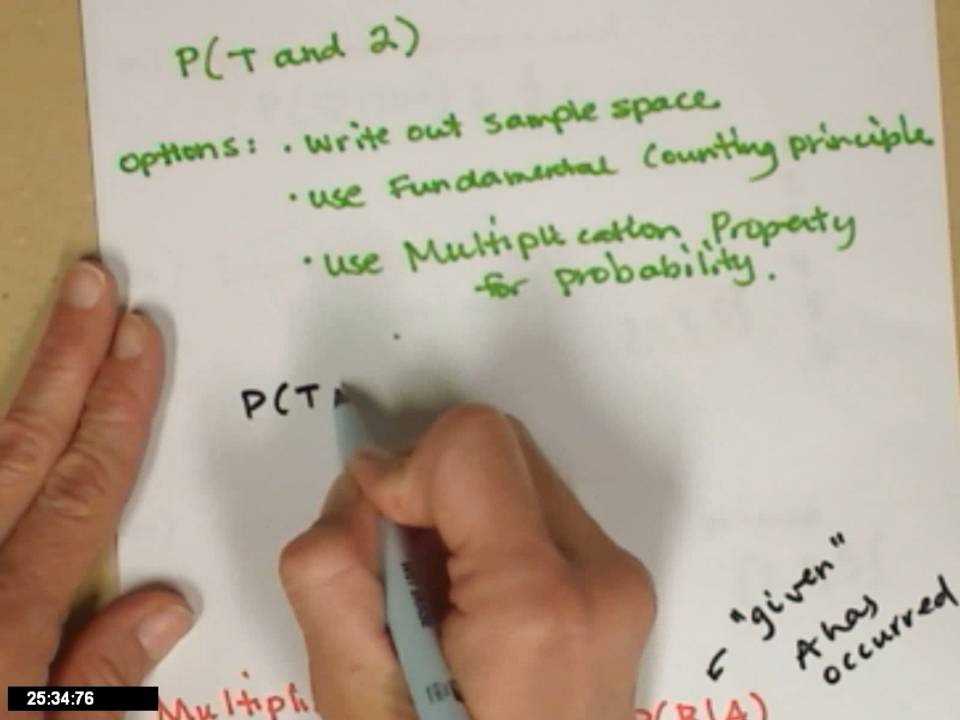 P(T and 2)
options: · write out sample space
· use Fundamental Counting principle
· use Multiplication Property
for probability.
P(T
"given"
A has
occurred
P(B|A)
25:34:76